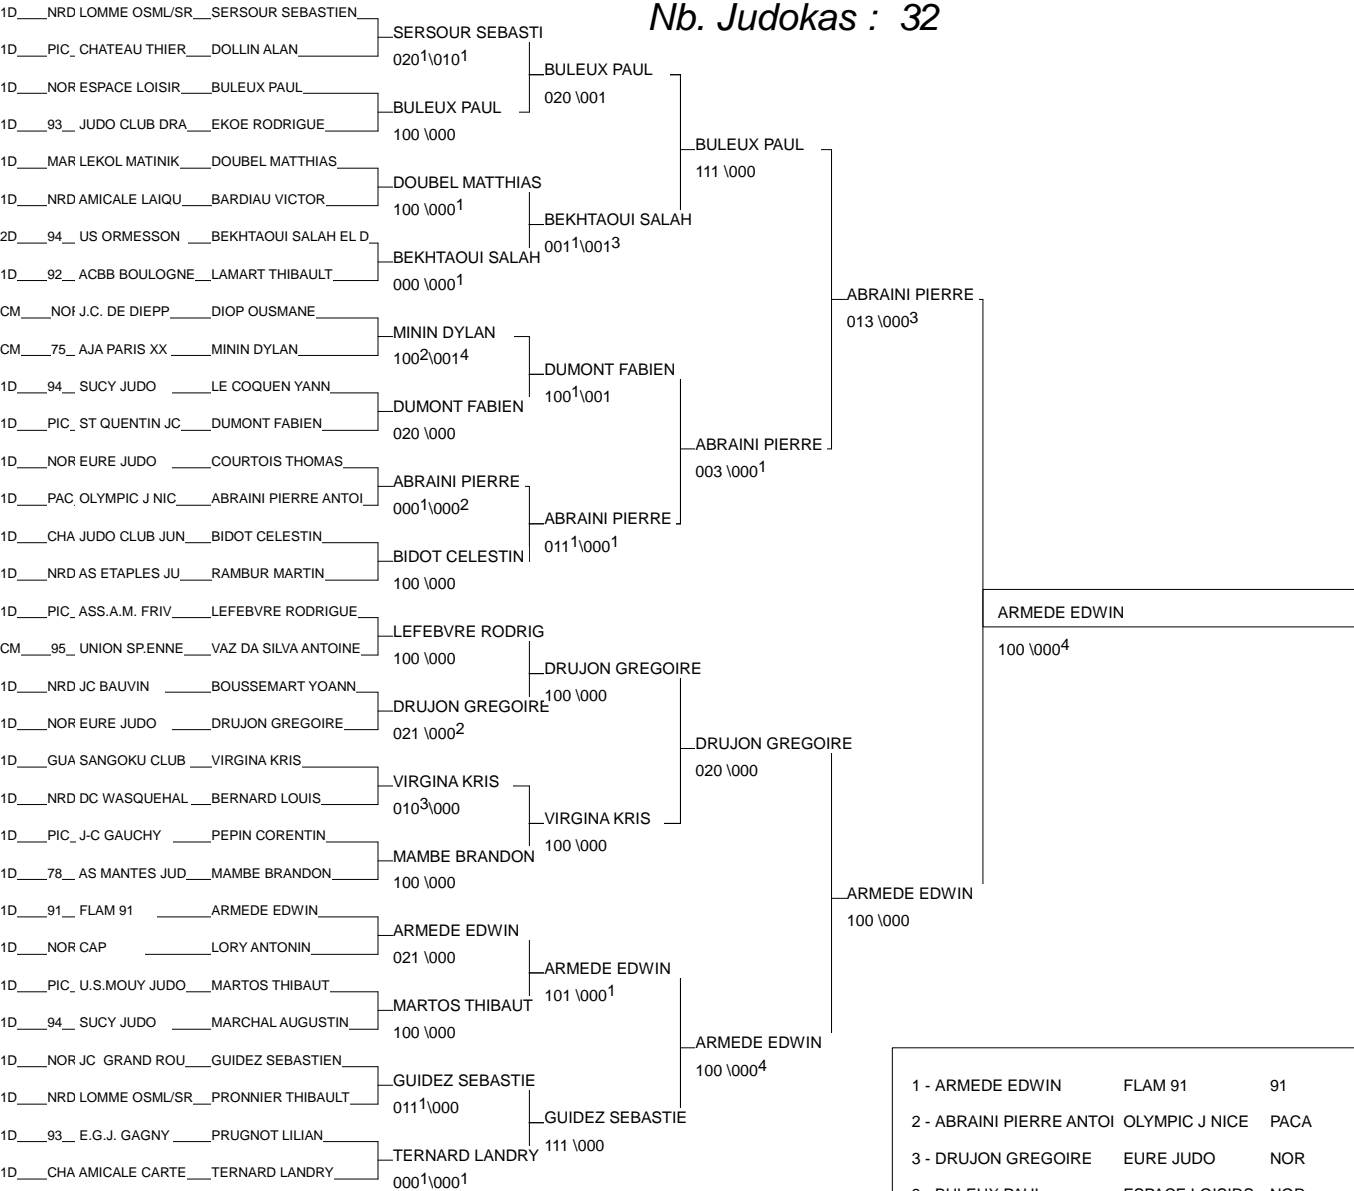 Nb. Judokas : 32
1D NRD LOMME OSML/SR SERSOUR SEBASTIEN
1D PIC CHATEAU THIER DOLLIN ALAN
1D NOR ESPACE LOISIR BULEUX PAUL
1D 93 JUDO CLUB DRA EKOE RODRIGUE
1D MAR LEKOL MATINIK DOUBEL MATTHIAS
1D NRD AMICALE LAIQU BARDIAU VICTOR
2D 94 US ORMESSON BEKHTAOUI SALAH EL D
1D 92 ACBB BOULOGNE LAMART THIBAULT
CM NOR J.C. DE DIEPP DIOP OUSMANE
CM 75 AJA PARIS XX MININ DYLAN
1D 94 SUCY JUDO LE COQUEN YANN
1D PIC ST QUENTIN JC DUMONT FABIEN
1D NOR EURE JUDO COURTOIS THOMAS
1D PAC OLYMPIC J NIC ABRAINI PIERRE ANTOI
1D CHA JUDO CLUB JUN BIDOT CELESTIN
1D NRD AS ETAPLES JU RAMBUR MARTIN
1D PIC ASS.A.M. FRIV LEFEBVRE RODRIGUE
CM 95 UNION SP.ENNE VAZ DA SILVA ANTOINE
1D NRD JC BAUVIN BOUSSEMART YOANN
1D NOR EURE JUDO DRUJON GREGOIRE
1D GUA SANGOKU CLUB VIRGINA KRIS
1D NRD DC WASQUEHAL BERNARD LOUIS
1D PIC J-C GAUCHY PEPIN CORENTIN
1D 78 AS MANTES JUD MAMBE BRANDON
1D 91 FLAM 91 ARMEDE EDWIN
1D NOR CAP LORY ANTONIN
1D PIC U.S.MOUY JUDO MARTOS THIBAUT
1D 94 SUCY JUDO MARCHAL AUGUSTIN
1D NOR JC GRAND ROU GUIDEZ SEBASTIEN
1D NRD LOMME OSML/SR PRONNIER THIBAULT
1D 93 E.G.J. GAGNY PRUGNOT LILIAN
1D CHA AMICALE CARTE TERNARD LANDRY
SERSOUR SEBASTI
020¹\010¹
BULEUX PAUL
100 \000
DOUBEL MATTHIAS
100 \000¹
BEKHTAOUI SALAH
000 \000¹
MININ DYLAN
100²\001⁴
DUMONT FABIEN
020 \000
ABRAINI PIERRE
000¹\000²
BIDOT CELESTIN
100 \000
LEFEBVRE RODRIG
100 \000
DRUJON GREGOIRE
021 \000²
VIRGINA KRIS
010³\000
MAMBE BRANDON
100 \000
ARMEDE EDWIN
021 \000
MARTOS THIBAUT
100 \000
GUIDEZ SEBASTIE
011¹\000
TERNARD LANDRY
000¹\000¹
BULEUX PAUL
020 \001
BEKHTAOUI SALAH
001¹\001³
DUMONT FABIEN
100¹\001
ABRAINI PIERRE
011¹\000¹
DRUJON GREGOIRE
100 \000
VIRGINA KRIS
100 \000
ARMEDE EDWIN
101 \000¹
GUIDEZ SEBASTIE
111 \000
BULEUX PAUL
111 \000
ABRAINI PIERRE
003 \000¹
DRUJON GREGOIRE
020 \000
ARMEDE EDWIN
100 \000⁴
ABRAINI PIERRE
013 \000³
ARMEDE EDWIN
100 \000
ARMEDE EDWIN
100 \000⁴
1 - ARMEDE EDWIN FLAM 91 91
2 - ABRAINI PIERRE ANTOI OLYMPIC J NICE PACA
3 - DRUJON GREGOIRE EURE JUDO NOR